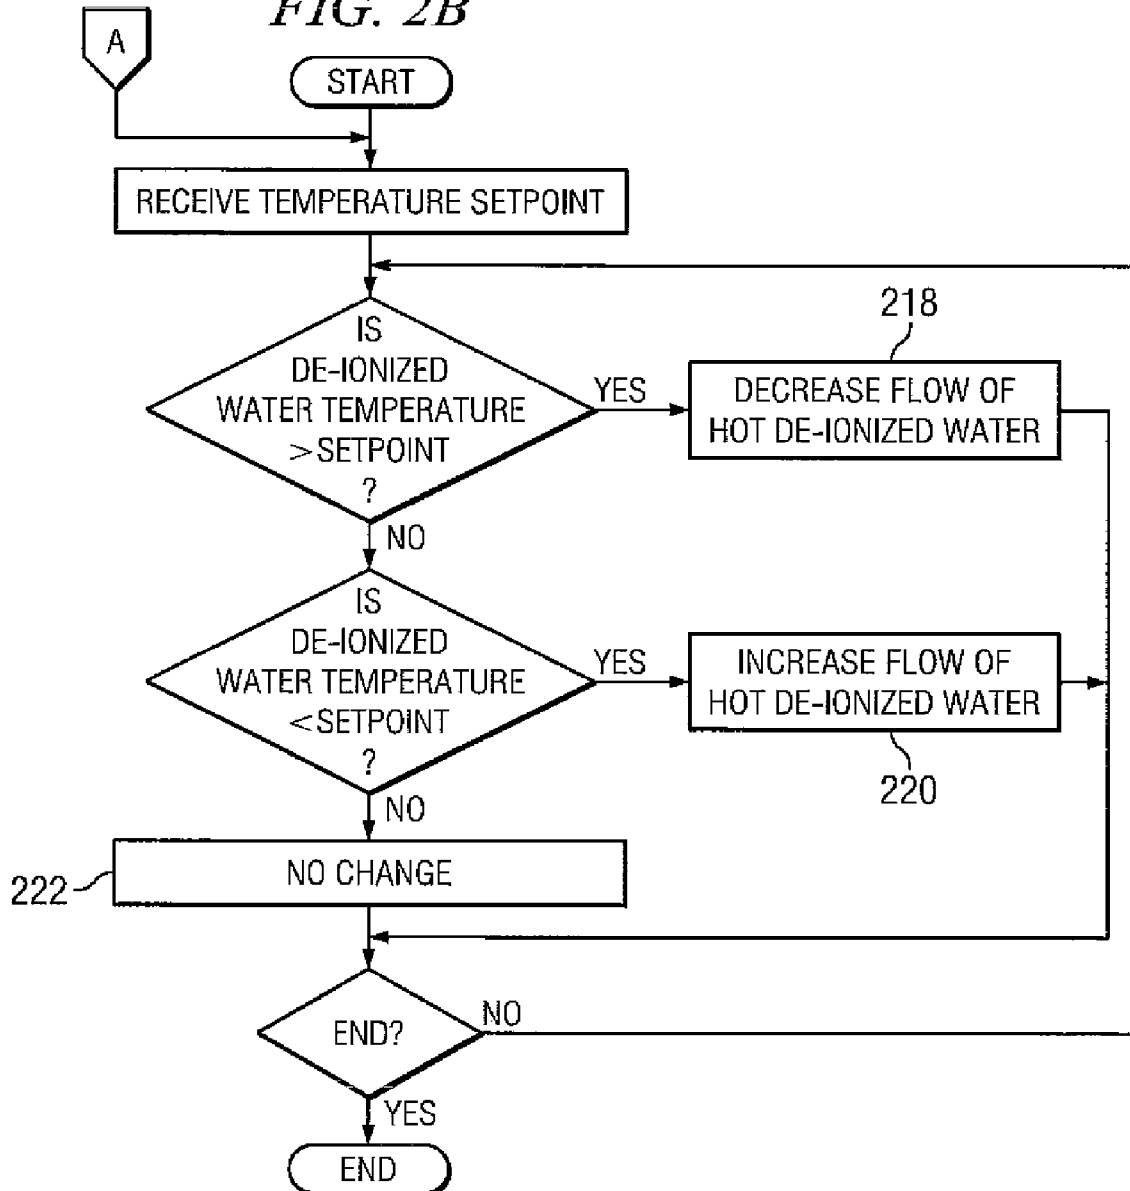 FIG. 2B
A
START
RECEIVE TEMPERATURE SETPOINT
IS
DE-IONIZED
WATER TEMPERATURE
>SETPOINT
?
YES
218
DECREASE FLOW OF
HOT DE-IONIZED WATER
NO
IS
DE-IONIZED
WATER TEMPERATURE
<SETPOINT
?
YES
INCREASE FLOW OF
HOT DE-IONIZED WATER
220
NO
222
NO CHANGE
END?
NO
YES
END